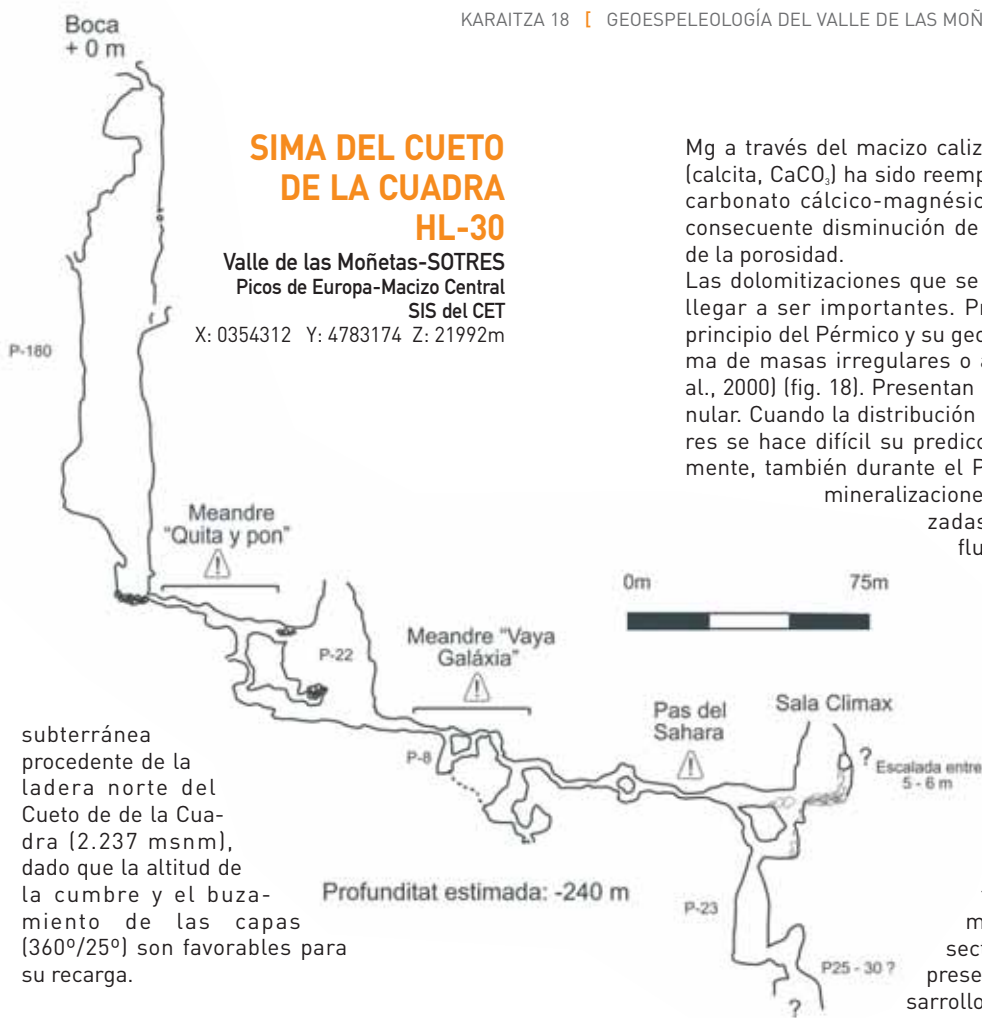 KARAITZA 18 [ GEOESPELEOLOGÍA DEL VALLE DE LAS MOÑ
Boca
+ 0 m
SIMA DEL CUETO
DE LA CUADRA
HL-30
Valle de las Moñetas-SOTRES
Picos de Europa-Macizo Central
SIS del CET
X: 0354312 Y: 4783174 Z: 21992m
P-180
Meandre
"Quita y pon"
P-22
Meandre "Vaya
Galáxia"
P-8
0m 75m
Pas del
Sahara
Sala Climax
?
Escalada entre
5 - 6 m
P-23
P25 - 30 ?
?
Profunditat estimada: -240 m
subterránea
procedente de la
ladera norte del
Cueto de de la Cua-
dra (2.237 msnm),
dado que la altitud de
la cumbre y el buza-
miento de las capas
(360º/25º) son favorables para
su recarga.
Mg a través del macizo caliz
(calcita, CaCO₃) ha sido reemp
carbonato cálcico-magnésic
consecuente disminución de
de la porosidad.
Las dolomitizaciones que se
llegar a ser importantes. Pr
principio del Pérmico y su geo
ma de masas irregulares o a
al., 2000) (fig. 18). Presentan
nular. Cuando la distribución
res se hace difícil su predicc
mente, también durante el P
mineralizacione
zadas
flu
m
sect
prese
sarrollo